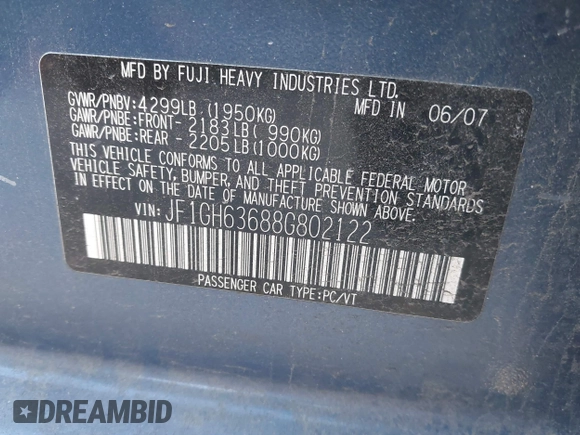 MFD BY FUJI HEAVY INDUSTRIES LTD.
GVWR/PNBV:4299LB (1950KG) MFD IN 06/07
GAWR/PNBE:FRONT- 2183LB( 990KG)
GAWR/PNBE:REAR - 2205LB(1000KG)
THIS VEHICLE CONFORMS TO ALL APPLICABLE FEDERAL MOTOR
VEHICLE SAFETY, BUMPER, AND THEFT PREVENTION STANDARDS
IN EFFECT ON THE DATE OF MANUFACTURE SHOWN ABOVE.
VIN: JF1GH63688G802122
PASSENGER CAR TYPE:PC/VT
DREAMBID